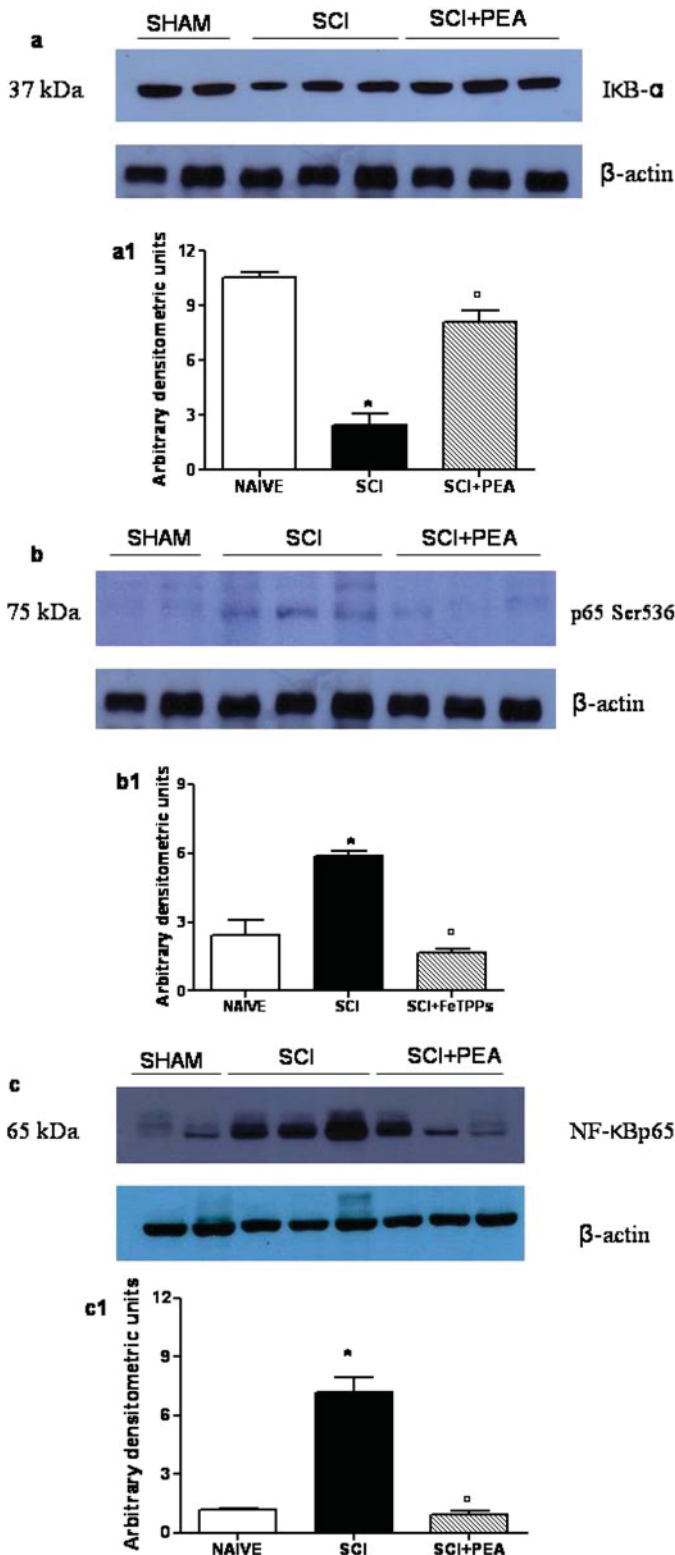 a
SHAM SCI SCI+PEA
37 kDa IκB-α
β-actin
a1
Arbitrary densitometric units
12
9
6
3
0
*
▫
NAIVE SCI SCI+PEA
b
SHAM SCI SCI+PEA
75 kDa p65 Ser536
β-actin
b1
Arbitrary densitometric units
9
6
3
0
*
▫
NAIVE SCI SCI+FeTPPs
c
SHAM SCI SCI+PEA
65 kDa NF-κBp65
β-actin
c1
Arbitrary densitometric units
12
9
6
3
0
*
▫
NAIVE SCI SCI+PEA